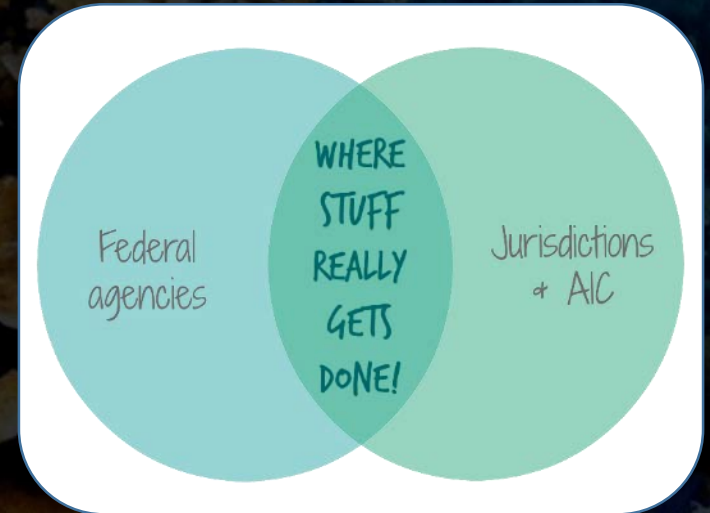 Federal
agencies
WHERE
STUFF
REALLY
GETS
DONE!
Jurisdictions
& AIC